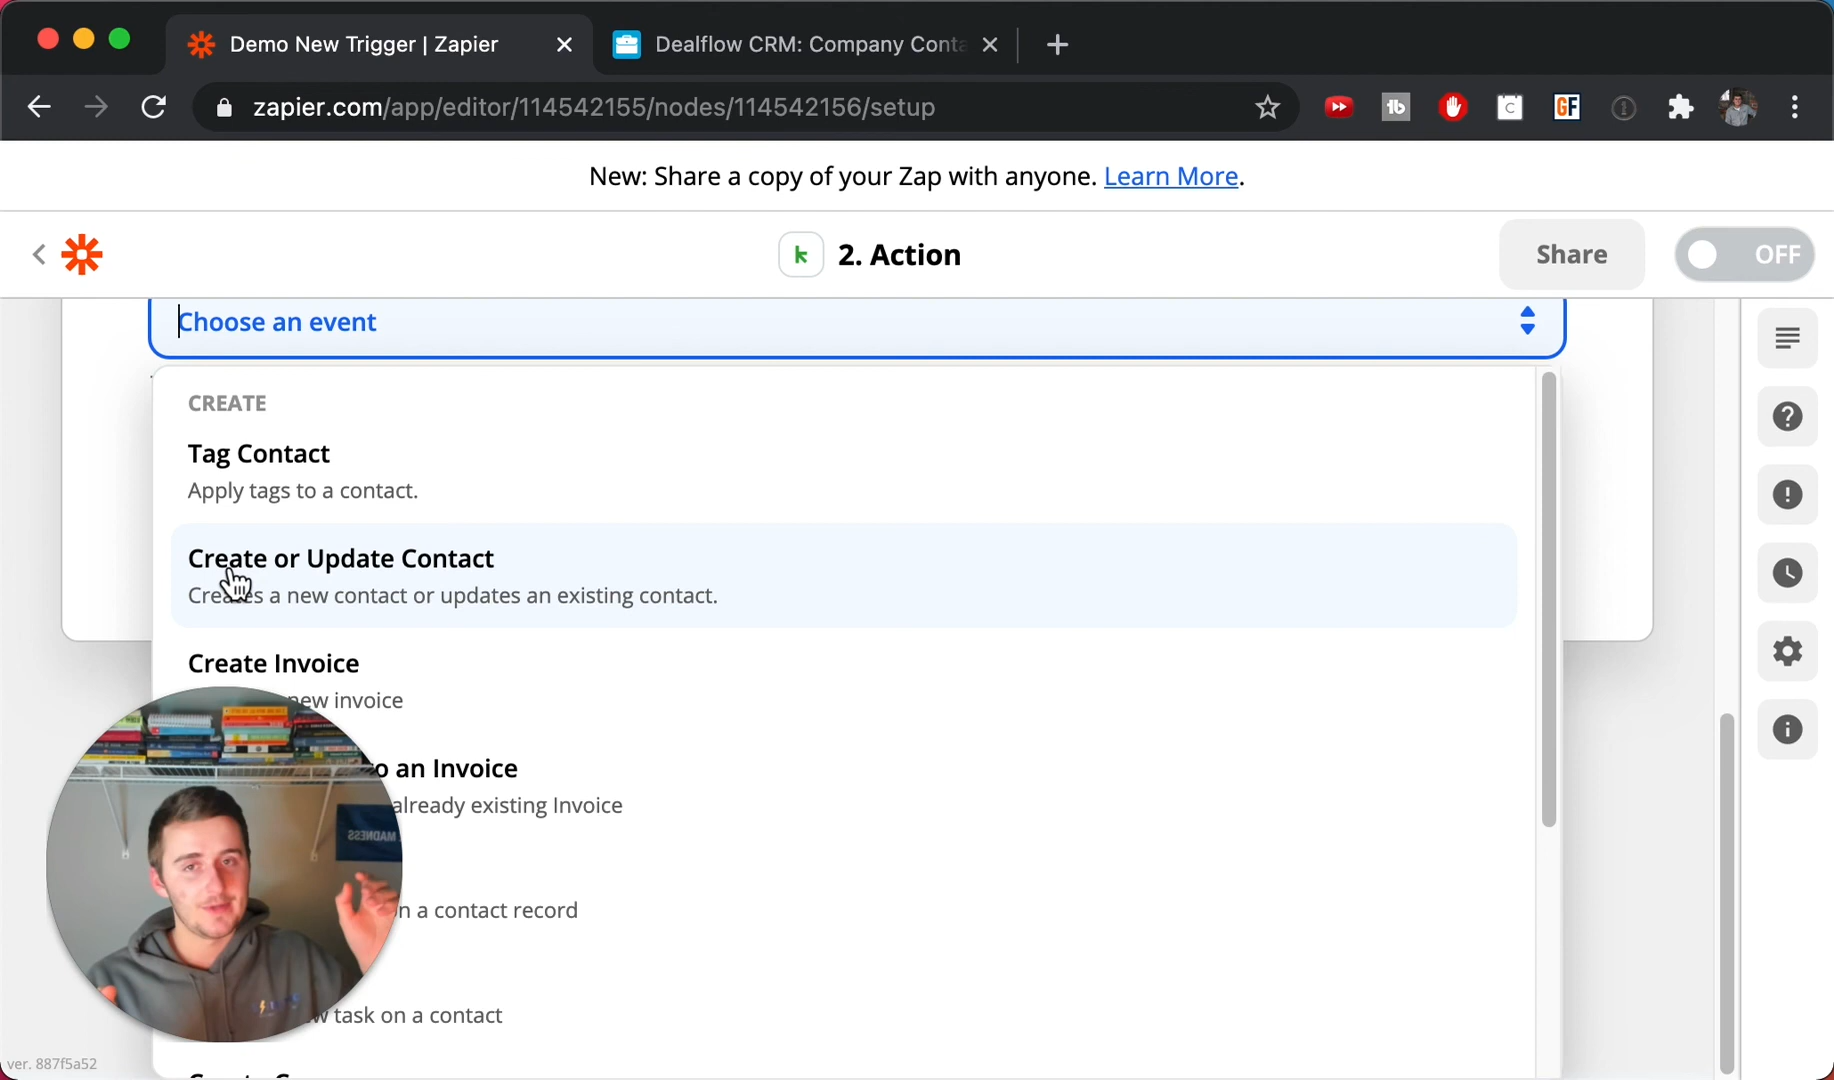 Demo New Trigger | Zapier
Dealflow CRM: Company Conta
zapier.com/app/editor/114542155/nodes/114542156/setup
New: Share a copy of your Zap with anyone. Learn More.
2. Action
Share
OFF
Choose an event
CREATE
Tag Contact
Apply tags to a contact.
Create or Update Contact
Creates a new contact or updates an existing contact.
Create Invoice
new invoice
o an Invoice
already existing Invoice
MADNESS
n a contact record
task on a contact
ver. 887f5a52